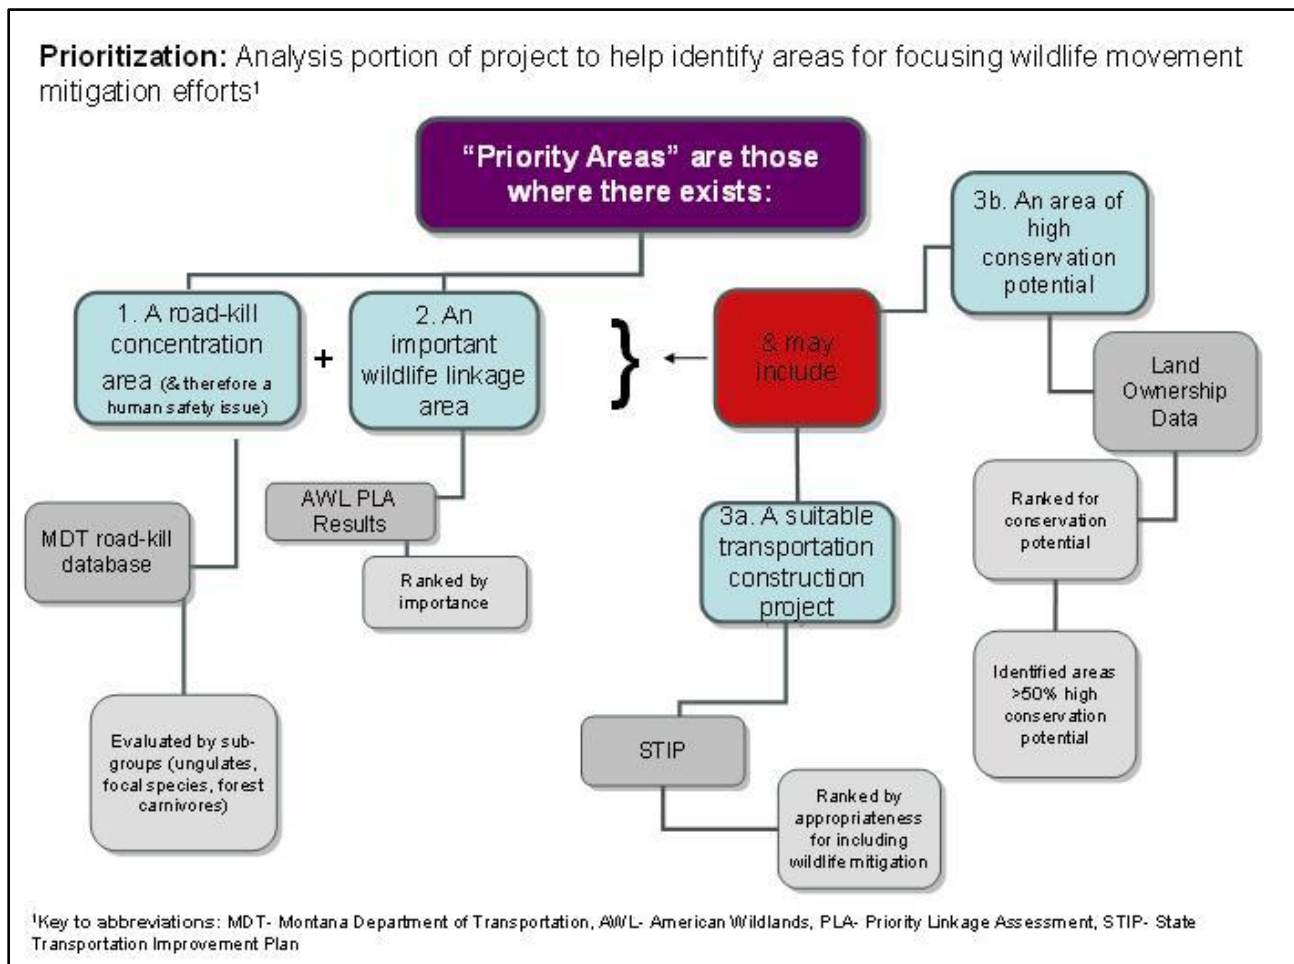 Prioritization: Analysis portion of project to help identify areas for focusing wildlife movement
mitigation efforts¹
“Priority Areas” are those
where there exists:
3b. An area of
high
conservation
potential
1. A road-kill
concentration
area (& therefore a
human safety issue)
+
2. An
important
wildlife linkage
area
}
& may
include
Land
Ownership
Data
MDT road-kill
database
AWL PLA
Results
Ranked by
importance
3a. A suitable
transportation
construction
project
Ranked for
conservation
potential
Identified areas
>50% high
conservation
potential
Evaluated by sub-
groups (ungulates,
focal species, forest
carnivores)
STIP
Ranked by
appropriateness
for including
wildlife mitigation
¹Key to abbreviations: MDT- Montana Department of Transportation, AWL- American Wildlands, PLA- Priority Linkage Assessment, STIP- State
Transportation Improvement Plan